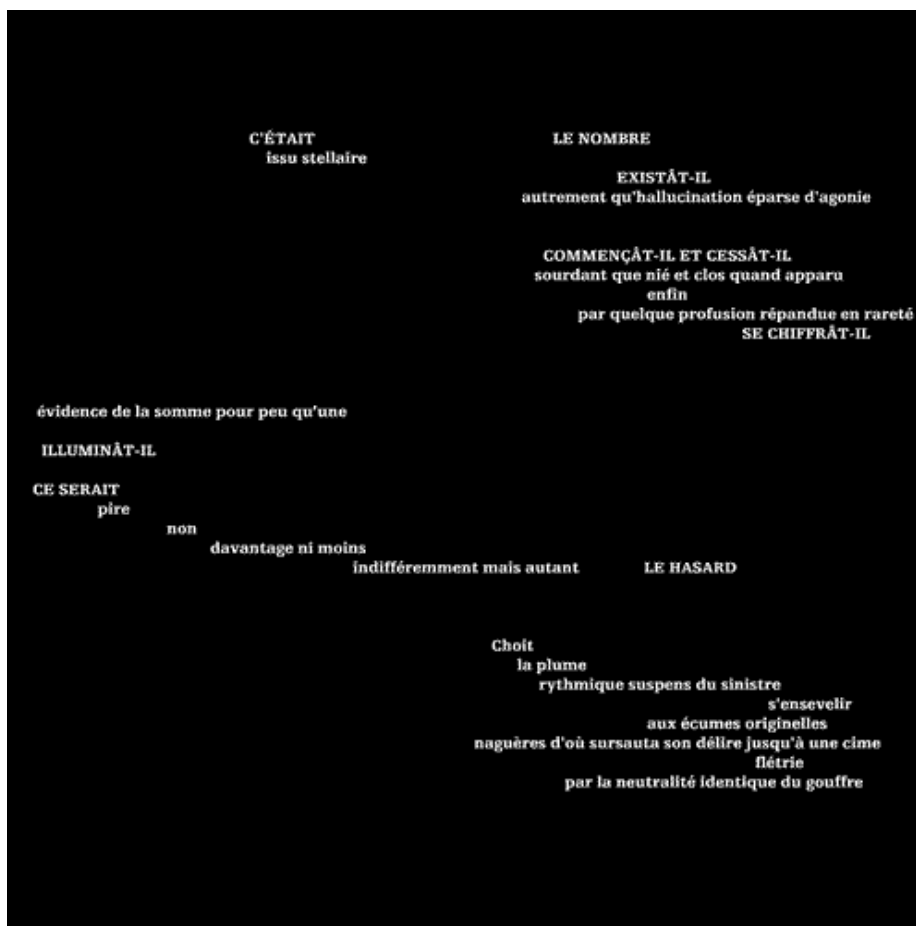 C'ÉTAIT LE NOMBRE
issu stellaire
EXISTÂT-IL
autrement qu'hallucination éparse d'agonie
COMMENÇÂT-IL ET CESSÂT-IL
sourdant que nié et clos quand apparu
enfin
par quelque profusion répandue en rareté
SE CHIFFRÂT-IL
évidence de la somme pour peu qu'une
ILLUMINÂT-IL
CE SERAIT
pire
non
davantage ni moins
indifféremment mais autant LE HASARD
Choit
la plume
rythmique suspens du sinistre
s'ensevelir
aux écumes originelles
naguères d'où sursauta son délire jusqu'à une cime
flétrie
par la neutralité identique du gouffre